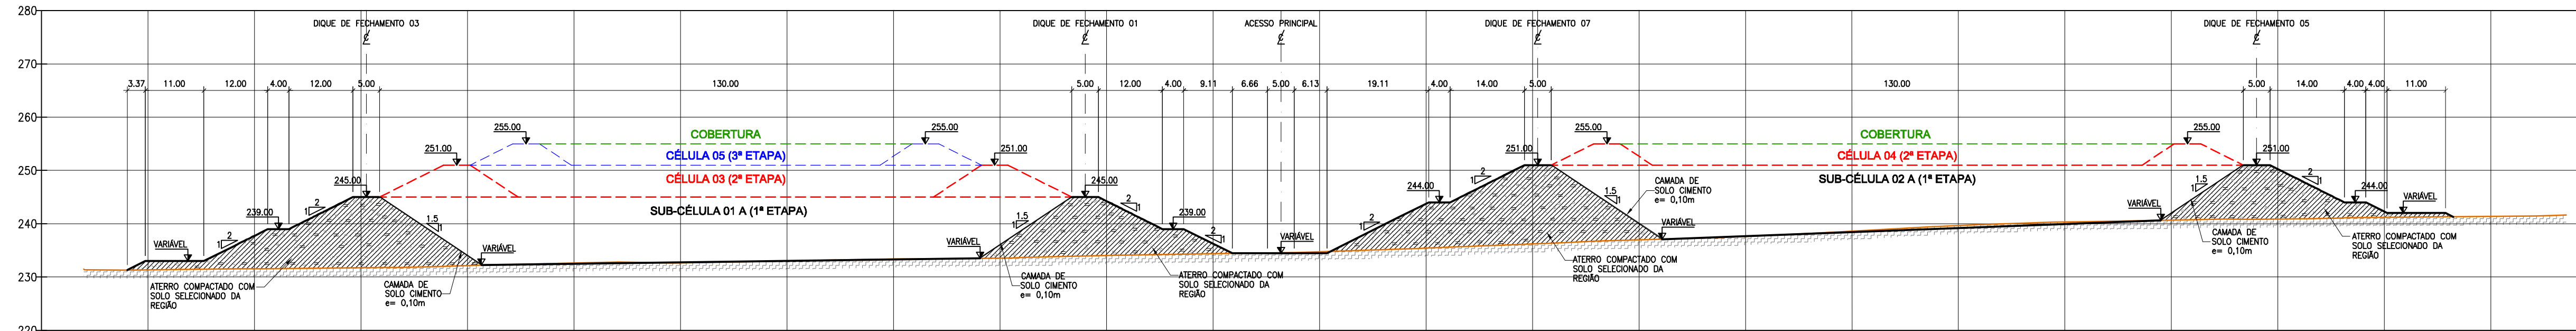 280
270
260
250
240
230
220
DIQUE DE FECHAMENTO 03
DIQUE DE FECHAMENTO 01
ACESSO PRINCIPAL
DIQUE DE FECHAMENTO 07
DIQUE DE FECHAMENTO 05
3.37 11.00 12.00 4.00 12.00 5.00 130.00 5.00 12.00 4.00 9.11 6.66 5.00 6.13 19.11 4.00 14.00 5.00 130.00 5.00 14.00 4.00 4.00 11.00
255.00
COBERTURA
255.00
255.00
COBERTURA
255.00
251.00
CÉLULA 05 (3ª ETAPA)
251.00
251.00
CÉLULA 04 (2ª ETAPA)
251.00
245.00
CÉLULA 03 (2ª ETAPA)
245.00
SUB-CÉLULA 02 A (1ª ETAPA)
SUB-CÉLULA 01 A (1ª ETAPA)
239.00
239.00
244.00
244.00
1 2
1 2
1.5
1
1.5
1
2
1
2
1
1 2
1 2
1.5
1
1.5
1
2
1
VARIÁVEL
VARIÁVEL
VARIÁVEL
VARIÁVEL
VARIÁVEL
VARIÁVEL
VARIÁVEL
ATERRO COMPACTADO COM
SOLO SELECIONADO DA
REGIÃO
CAMADA DE
SOLO CIMENTO
e= 0,10m
CAMADA DE
SOLO CIMENTO
e= 0,10m
ATERRO COMPACTADO COM
SOLO SELECIONADO DA
REGIÃO
ATERRO COMPACTADO COM
SOLO SELECIONADO DA
REGIÃO
CAMADA DE
SOLO CIMENTO
e= 0,10m
CAMADA DE
SOLO CIMENTO
e= 0,10m
ATERRO COMPACTADO COM
SOLO SELECIONADO DA
REGIÃO